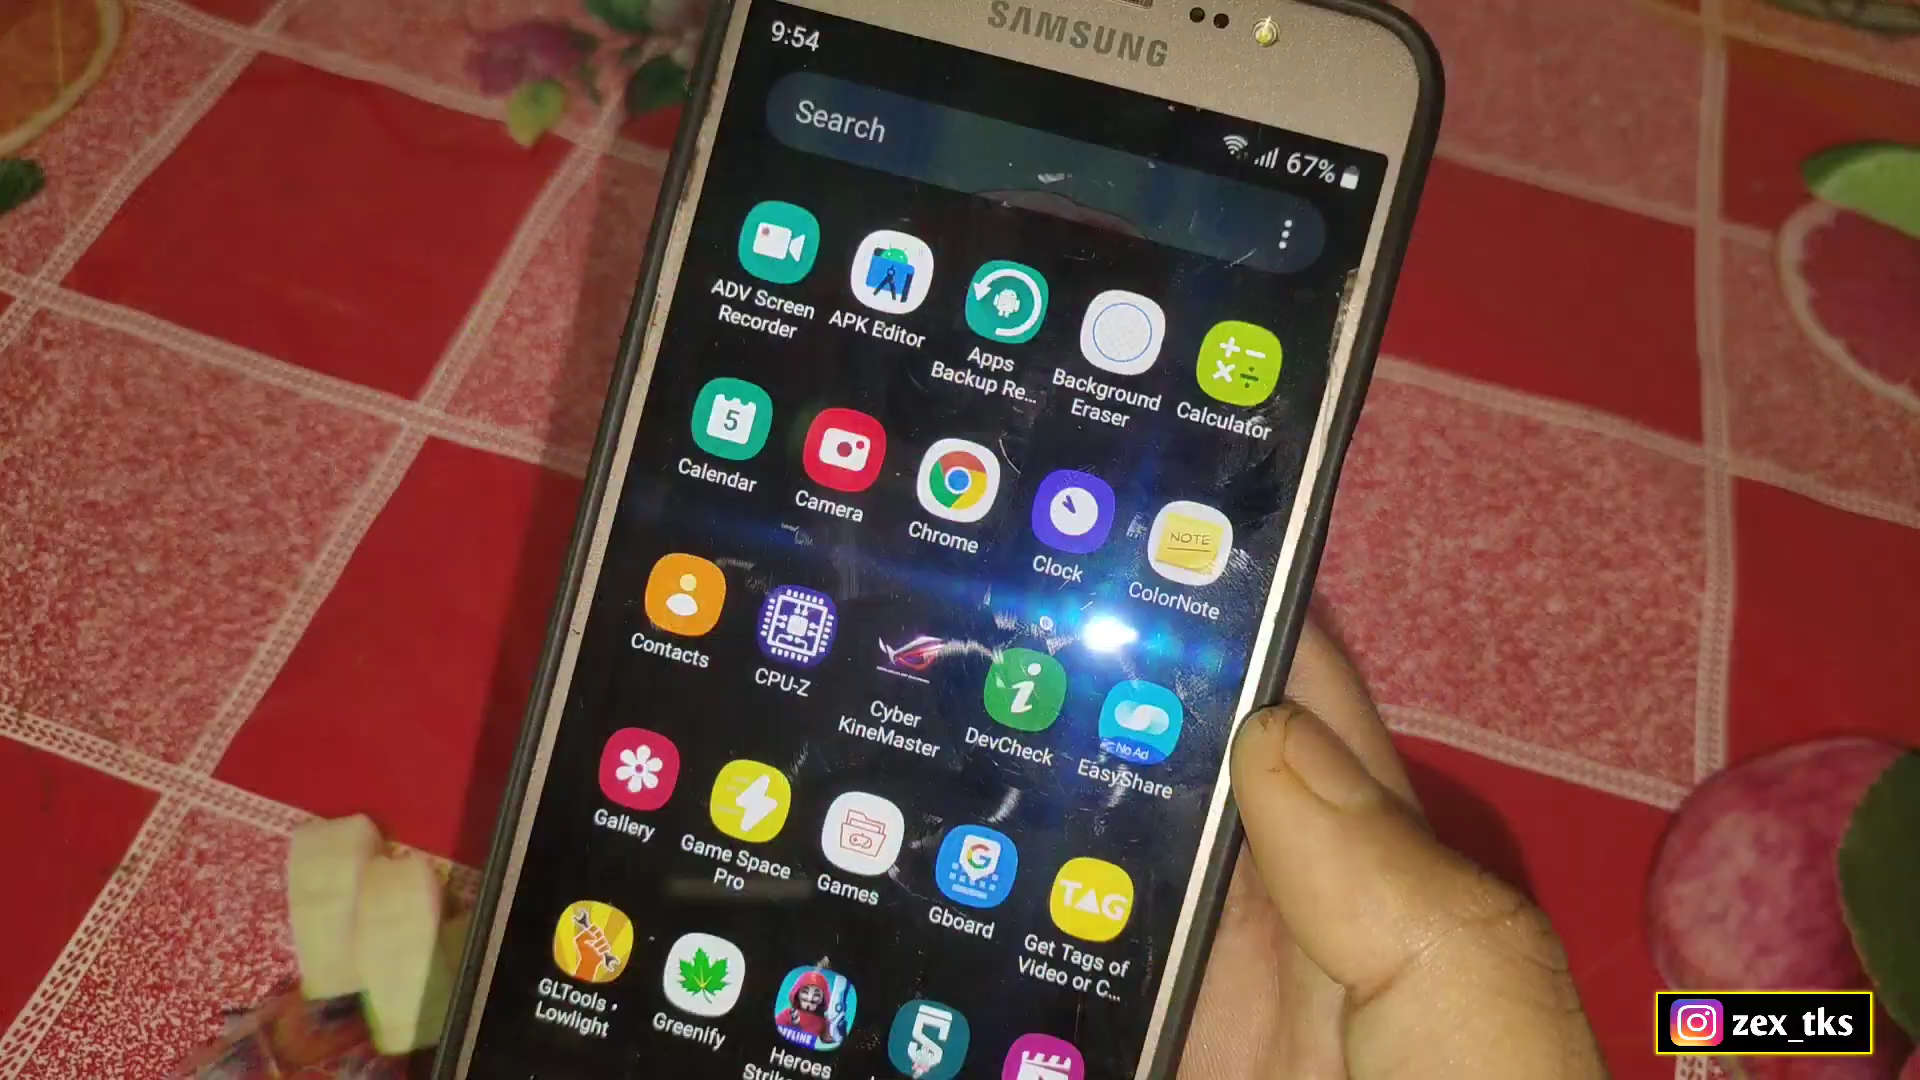 SAMSUNG
9:54
67%
Search
ADV Screen
Recorder
APK Editor
Apps
Backup Re...
Background
Eraser
Calculator
5
Calendar
Camera
Chrome
Clock
NOTE
ColorNote
Contacts
CPU-Z
Cyber
KineMaster
DevCheck
No Ad
EasyShare
Gallery
Game Space
Pro
Games
G
Gboard
TAG
Get Tags of
Video or C...
GLTools •
Lowlight
Greenify
OFFLINE
Heroes
zex_tks